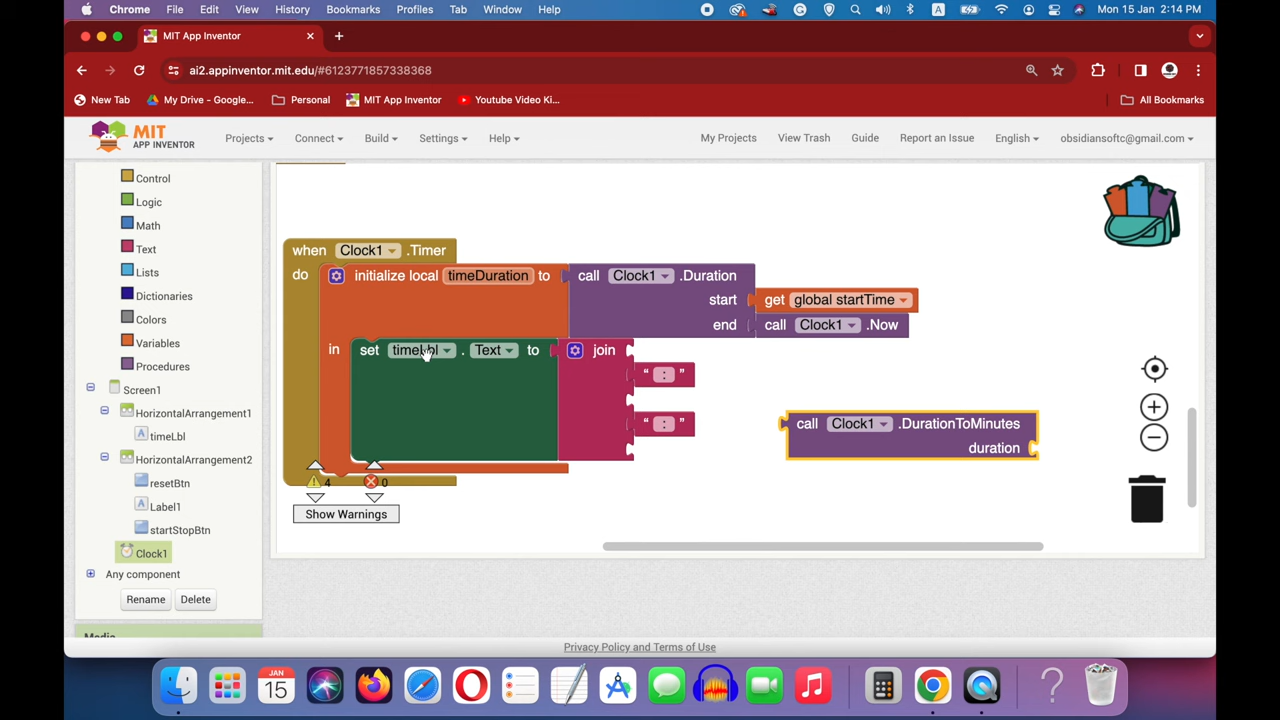 Chrome File Edit View History Bookmarks Profiles Tab Window Help A Mon 15 Jan 2:14 PM
MIT App Inventor
ai2.appinventor.mit.edu/#6123771857338368
New Tab My Drive - Google... Personal MIT App Inventor Youtube Video Ki... All Bookmarks
MIT
APP INVENTOR
Projects Connect Build Settings Help My Projects View Trash Guide Report an Issue English obsidiansoftc@gmail.com
Control
Logic
Math
Text
Lists
Dictionaries
Colors
Variables
Procedures
Screen1
HorizontalArrangement1
A timeLbl
HorizontalArrangement2
resetBtn
A Label1
startStopBtn
Clock1
Any component
Rename Delete
Media
when Clock1 .Timer
do initialize local timeDuration to call Clock1 .Duration
start get global startTime
end call Clock1 .Now
in set timeLbl . Text to join
“ : ”
“ : ”
call Clock1 .DurationToMinutes
duration
4 0
Show Warnings
Privacy Policy and Terms of Use
JAN
15